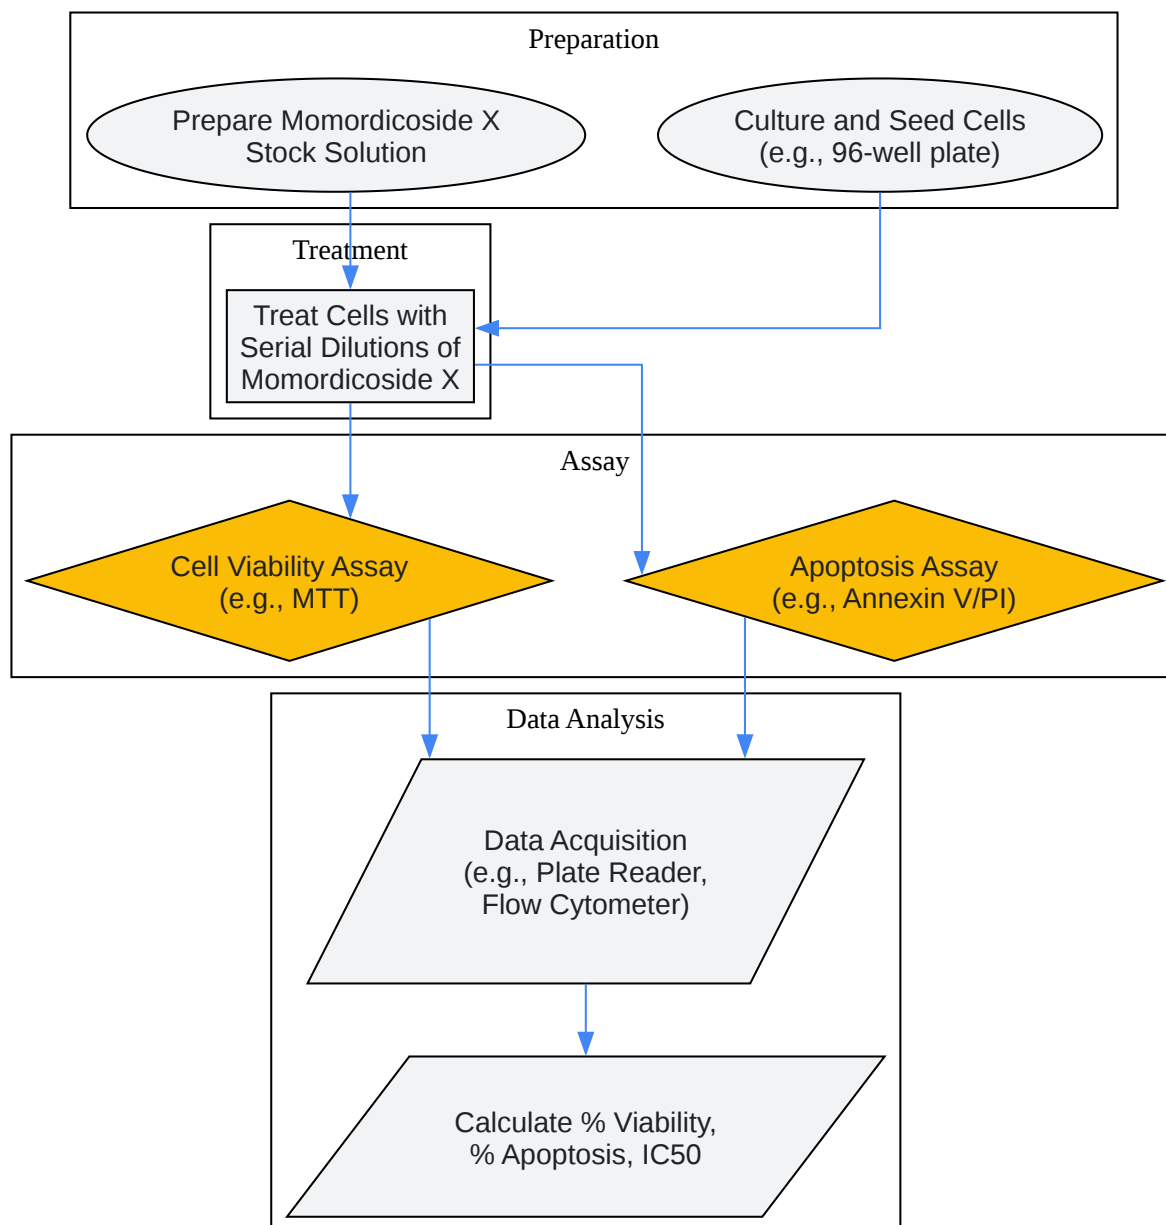 Preparation
Prepare Momordicoside X
Stock Solution
Culture and Seed Cells
(e.g., 96-well plate)
Treatment
Treat Cells with
Serial Dilutions of
Momordicoside X
Assay
Cell Viability Assay
(e.g., MTT)
Apoptosis Assay
(e.g., Annexin V/PI)
Data Analysis
Data Acquisition
(e.g., Plate Reader,
Flow Cytometer)
Calculate % Viability,
% Apoptosis, IC50